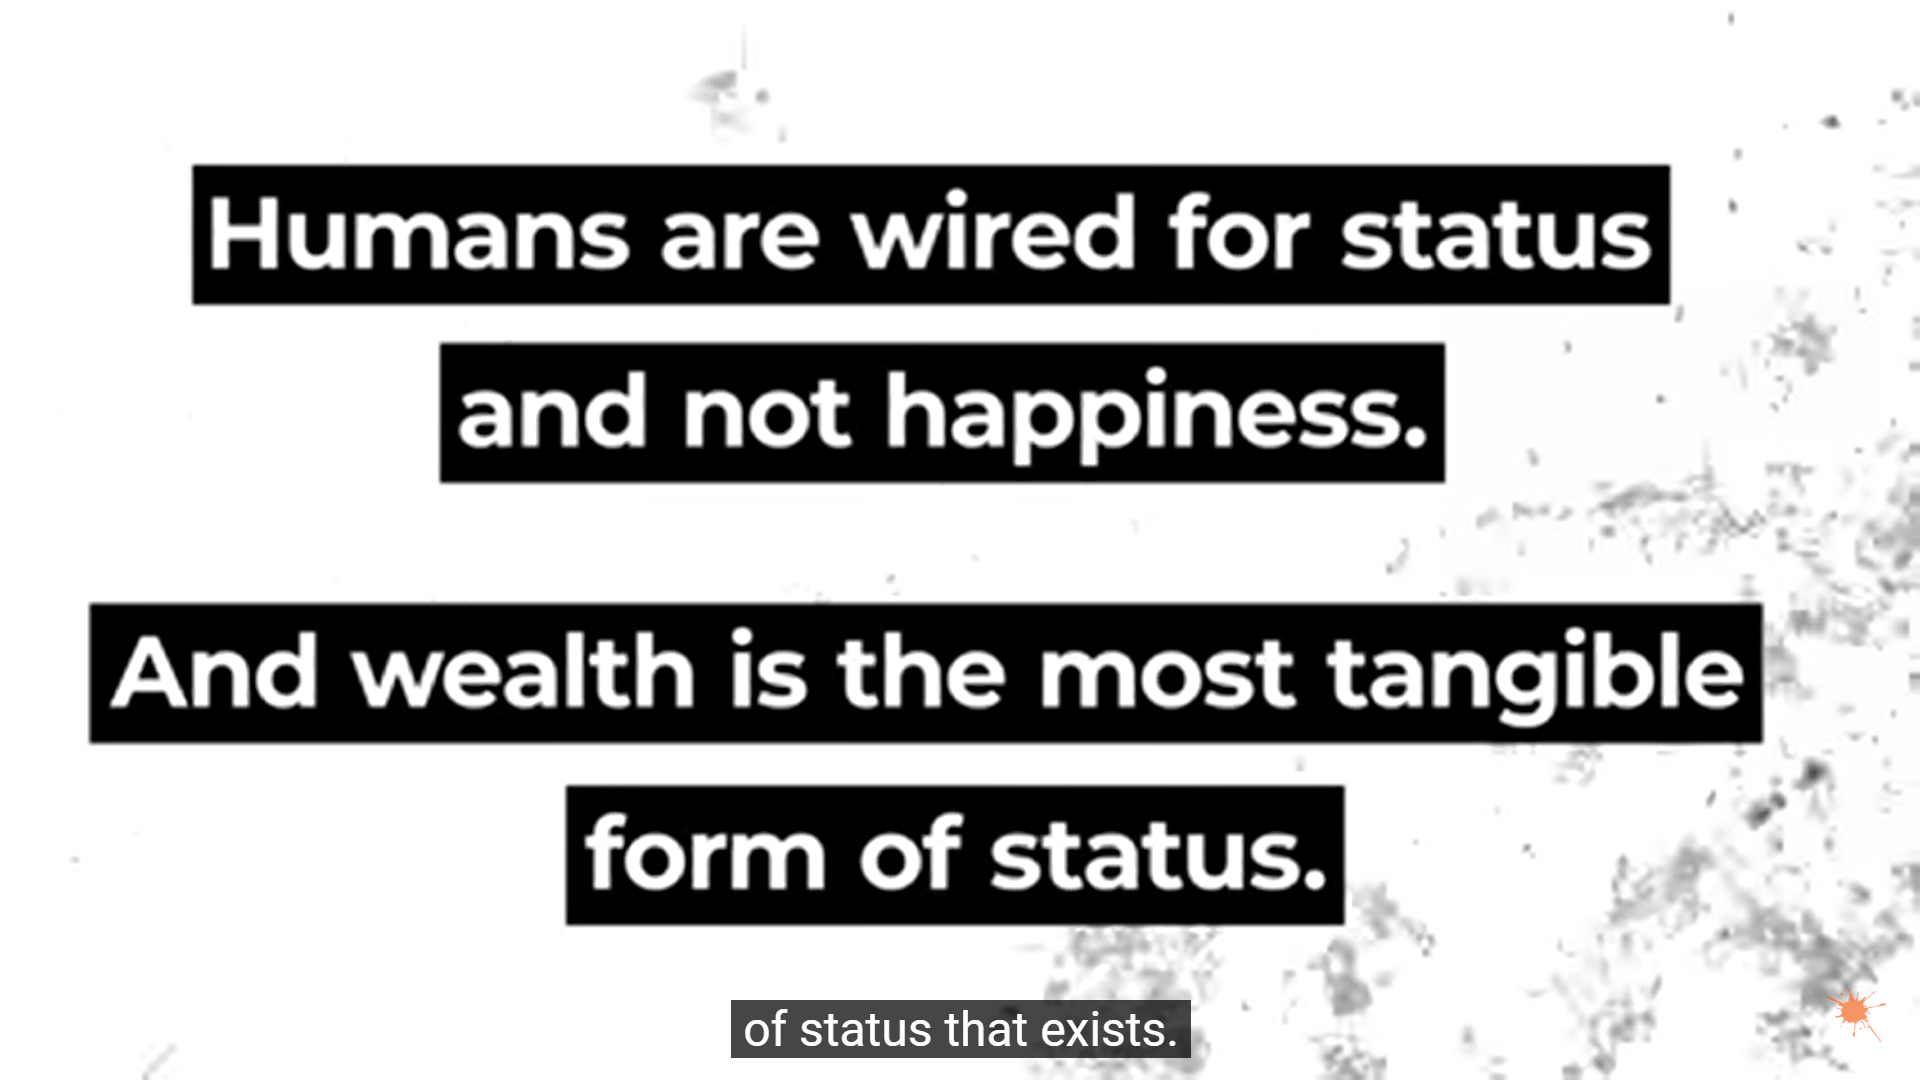 Humans are wired for status
and not happiness.
And wealth is the most tangible
form of status.
of status that exists.